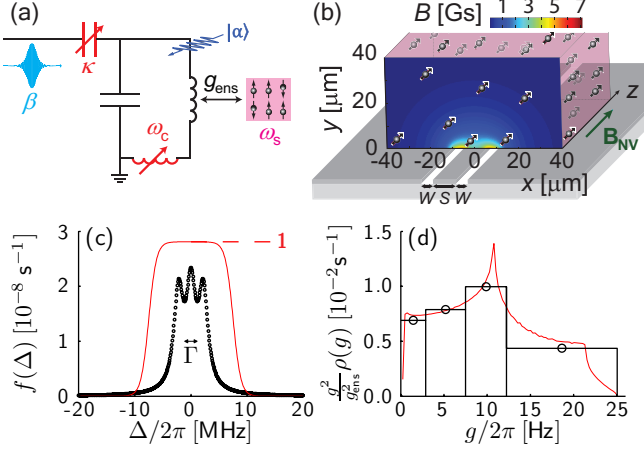 (a)
κ
β
|α⟩
g_ens
ω_c
ω_s
(b)
B [Gs]
1 3 5 7
y [μm]
40
20
0
-40 -20 0 20 40
x [μm]
z
B_NV
W S W
(c)
f(Δ) [10⁻⁸ s⁻¹]
3
2
1
0
1
Γ
-20 -10 0 10 20
Δ/2π [MHz]
(d)
g²/g²_ens ρ(g) [10⁻² s⁻¹]
1.5
1.0
0.5
0
0 5 10 15 20 25
g/2π [Hz]